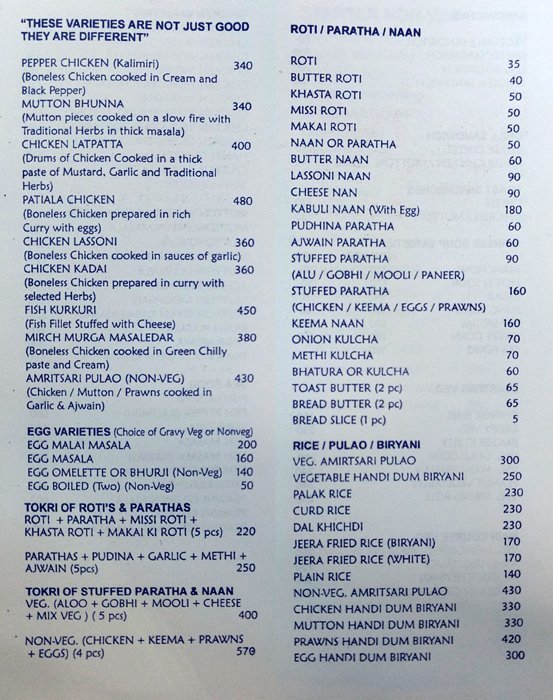 "THESE VARIETIES ARE NOT JUST GOOD
THEY ARE DIFFERENT"
PEPPER CHICKEN (Kalimiri) 340
(Boneless Chicken cooked in Cream and
Black Pepper)
MUTTON BHUNNA 340
(Mutton pieces cooked on a slow fire with
Traditional Herbs in thick masala)
CHICKEN LATPATTA 400
(Drums of Chicken Cooked in a thick
paste of Mustard, Garlic and Traditional
Herbs)
PATIALA CHICKEN 480
(Boneless Chicken prepared in rich
Curry with eggs)
CHICKEN LASSONI 360
(Boneless Chicken cooked in sauces of garlic)
CHICKEN KADAI 360
(Boneless Chicken prepared in curry with
selected Herbs)
FISH KURKURI 450
(Fish Fillet Stuffed with Cheese)
MIRCH MURGA MASALEDAR 380
(Boneless Chicken cooked in Green Chilly
paste and Cream)
AMRITSARI PULAO (NON-VEG) 430
(Chicken / Mutton / Prawns cooked in
Garlic & Ajwain)
EGG VARIETIES (Choice of Gravy Veg or Nonveg)
EGG MALAI MASALA 200
EGG MASALA 160
EGG OMELETTE OR BHURJI (Non-Veg) 140
EGG BOILED (Two) (Non-Veg) 50
TOKRI OF ROTI'S & PARATHAS
ROTI + PARATHA + MISSI ROTI +
KHASTA ROTI + MAKAI KI ROTI (5 pcs) 220
PARATHAS + PUDINA + GARLIC + METHI +
AJWAIN (5pcs) 250
TOKRI OF STUFFED PARATHA & NAAN
VEG. (ALOO + GOBHI + MOOLI + CHEESE
+ MIX VEG ) ( 5 pcs) 400
NON-VEG. (CHICKEN + KEEMA + PRAWNS
+ EGGS) (4 pcs) 570
ROTI / PARATHA / NAAN
ROTI 35
BUTTER ROTI 40
KHASTA ROTI 50
MISSI ROTI 50
MAKAI ROTI 50
NAAN OR PARATHA 50
BUTTER NAAN 60
LASSONI NAAN 90
CHEESE NAN 90
KABULI NAAN (With Egg) 180
PUDHINA PARATHA 60
AJWAIN PARATHA 60
STUFFED PARATHA 90
(ALU / GOBHI / MOOLI / PANEER)
STUFFED PARATHA 160
(CHICKEN / KEEMA / EGGS / PRAWNS)
KEEMA NAAN 160
ONION KULCHA 70
METHI KULCHA 70
BHATURA OR KULCHA 60
TOAST BUTTER (2 pc) 65
BREAD BUTTER (2 pc) 65
BREAD SLICE (1 pc) 5
RICE / PULAO / BIRYANI
VEG. AMIRTSARI PULAO 300
VEGETABLE HANDI DUM BIRYANI 250
PALAK RICE 230
CURD RICE 230
DAL KHICHDI 230
JEERA FRIED RICE (BIRYANI) 170
JEERA FRIED RICE (WHITE) 170
PLAIN RICE 140
NON-VEG. AMRITSARI PULAO 430
CHICKEN HANDI DUM BIRYANI 330
MUTTON HANDI DUM BIRYANI 330
PRAWNS HANDI DUM BIRYANI 420
EGG HANDI DUM BIRYANI 300